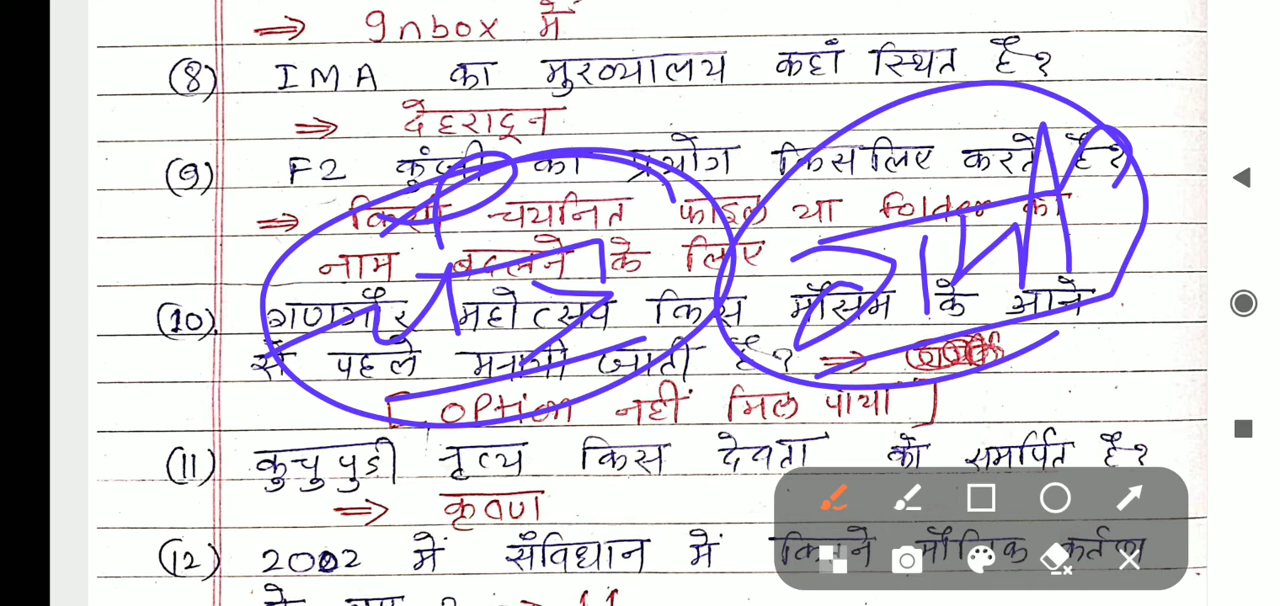 ⇒ Inbox में
(8) IMA का मुख्यालय कहाँ स्थित है?
⇒ देहरादून
(9) F2 कुंजी का प्रयोग किसलिए करते है?
⇒ किसी चयनित फाइल या folder का
नाम बदलने के लिए
(10). गणगौर महोत्सव किस मौसम के आने
से पहले मनायी जाती है? ⇒
[ option नहीं मिल पाया ]
(11) कुचुपुडी नृत्य किस देवता को समर्पित है?
⇒ कृष्ण
(12) 2002 में संविधान में कितने मौलिक कर्तव्य